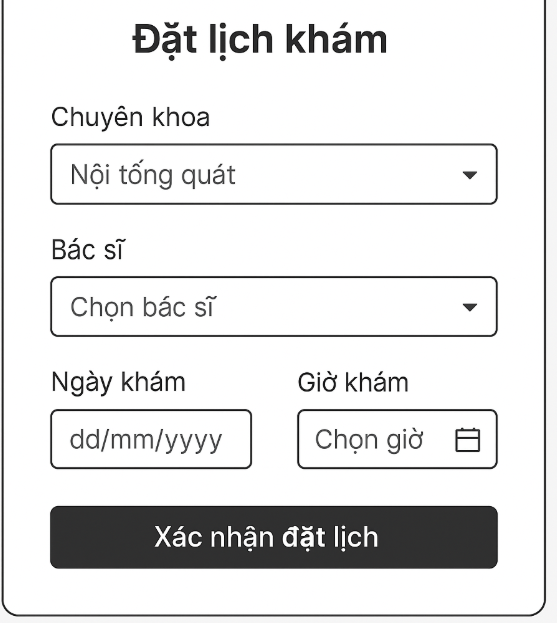 Đặt lịch khám
Chuyên khoa
Nội tổng quát
Bác sĩ
Chọn bác sĩ
Ngày khám
Giờ khám
dd/mm/yyyy
Chọn giờ
Xác nhận đặt lịch